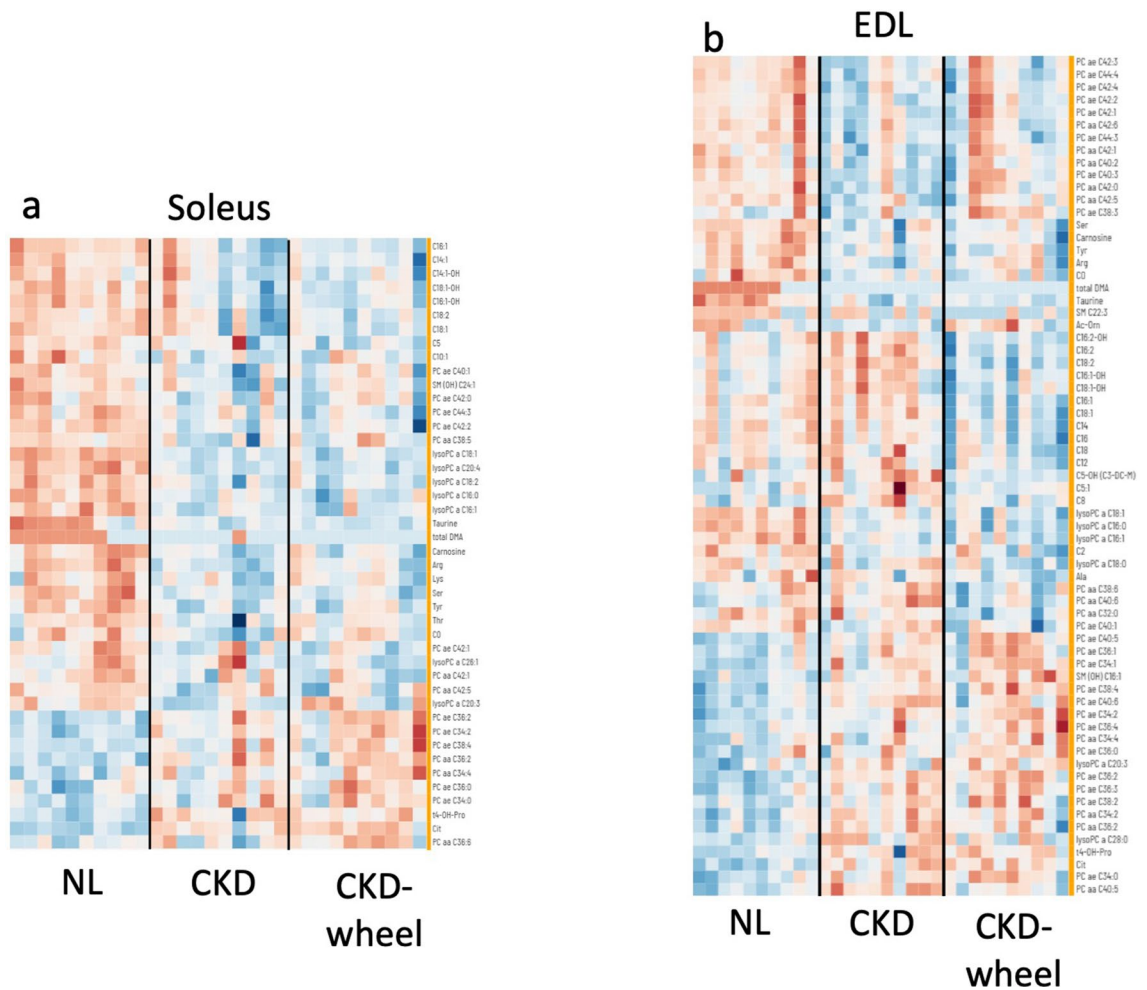 a
Soleus
C16:1
C14:1
C14:1-OH
C18:1-OH
C16:1-OH
C18:2
C18:1
C5
C10:1
PC ae C40:1
SM (OH) C24:1
PC ae C42:0
PC ae C44:3
PC ae C42:2
PC aa C38:5
lysoPC a C18:1
lysoPC a C20:4
lysoPC a C18:2
lysoPC a C16:0
lysoPC a C16:1
Taurine
total DMA
Carnosine
Arg
Lys
Ser
Tyr
Thr
C0
PC ae C42:1
lysoPC a C26:1
PC aa C42:1
PC aa C42:5
lysoPC a C20:3
PC ae C36:2
PC ae C34:2
PC ae C38:4
PC aa C36:2
PC aa C34:4
PC ae C36:0
PC ae C34:0
t4-OH-Pro
Cit
PC aa C36:6
NL
CKD
CKD-
wheel
b
EDL
PC ae C42:3
PC ae C44:4
PC ae C42:4
PC ae C42:2
PC ae C42:1
PC aa C42:6
PC ae C44:3
PC aa C42:1
PC aa C40:2
PC ae C40:3
PC aa C42:0
PC aa C42:5
PC ae C38:3
Ser
Carnosine
Tyr
Arg
C0
total DMA
Taurine
SM C22:3
Ac-Orn
C16:2-OH
C16:2
C18:2
C16:1-OH
C18:1-OH
C16:1
C18:1
C14
C16
C18
C12
C5-OH (C3-DC-M)
C5:1
C8
lysoPC a C18:1
lysoPC a C16:0
lysoPC a C16:1
C2
lysoPC a C18:0
Ala
PC aa C38:6
PC aa C40:6
PC aa C32:0
PC ae C40:1
PC ae C40:5
PC ae C36:1
PC ae C34:1
SM (OH) C16:1
PC ae C38:4
PC ae C40:6
PC ae C34:2
PC ae C36:4
PC aa C34:4
PC ae C36:0
lysoPC a C20:3
PC ae C36:2
PC ae C36:3
PC ae C38:2
PC aa C34:2
PC aa C36:2
lysoPC a C28:0
t4-OH-Pro
Cit
PC ae C34:0
PC aa C40:5
NL
CKD
CKD-
wheel